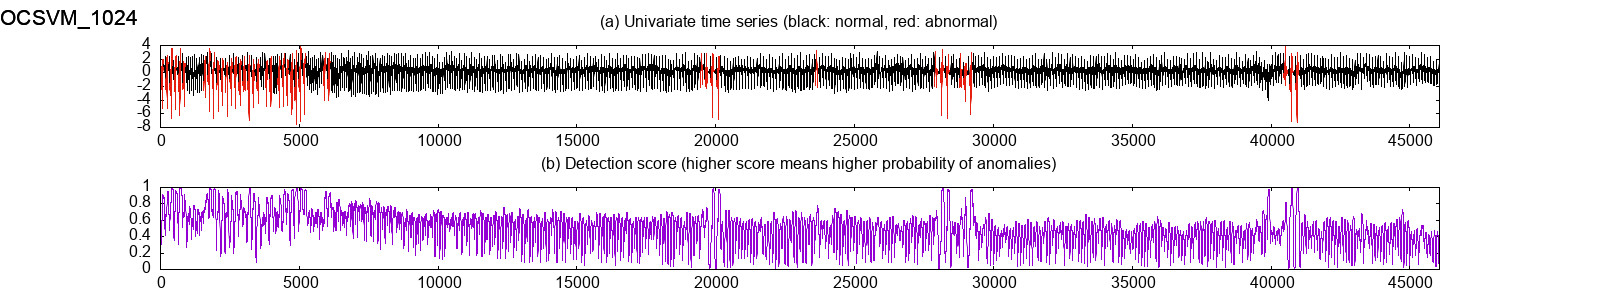 OCSVM_1024
(a) Univariate time series (black: normal, red: abnormal)
4
2
0
-2
-4
-6
-8
0 5000 10000 15000 20000 25000 30000 35000 40000 45000
(b) Detection score (higher score means higher probability of anomalies)
1
0.8
0.6
0.4
0.2
0
0 5000 10000 15000 20000 25000 30000 35000 40000 45000